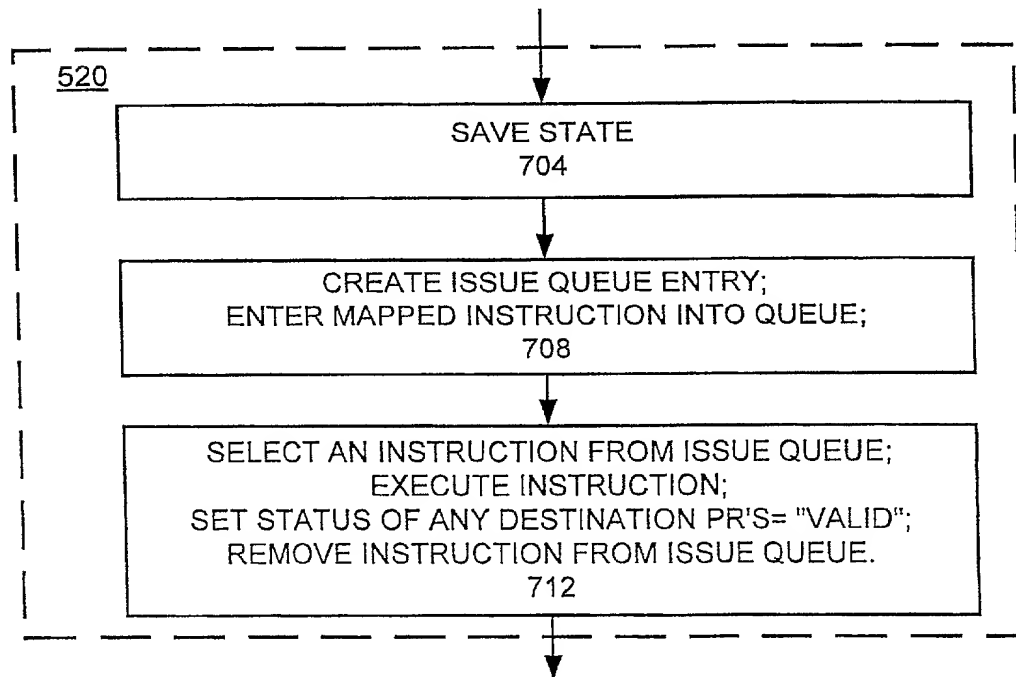 520
SAVE STATE
704
CREATE ISSUE QUEUE ENTRY;
ENTER MAPPED INSTRUCTION INTO QUEUE;
708
SELECT AN INSTRUCTION FROM ISSUE QUEUE;
EXECUTE INSTRUCTION;
SET STATUS OF ANY DESTINATION PR'S= "VALID";
REMOVE INSTRUCTION FROM ISSUE QUEUE.
712